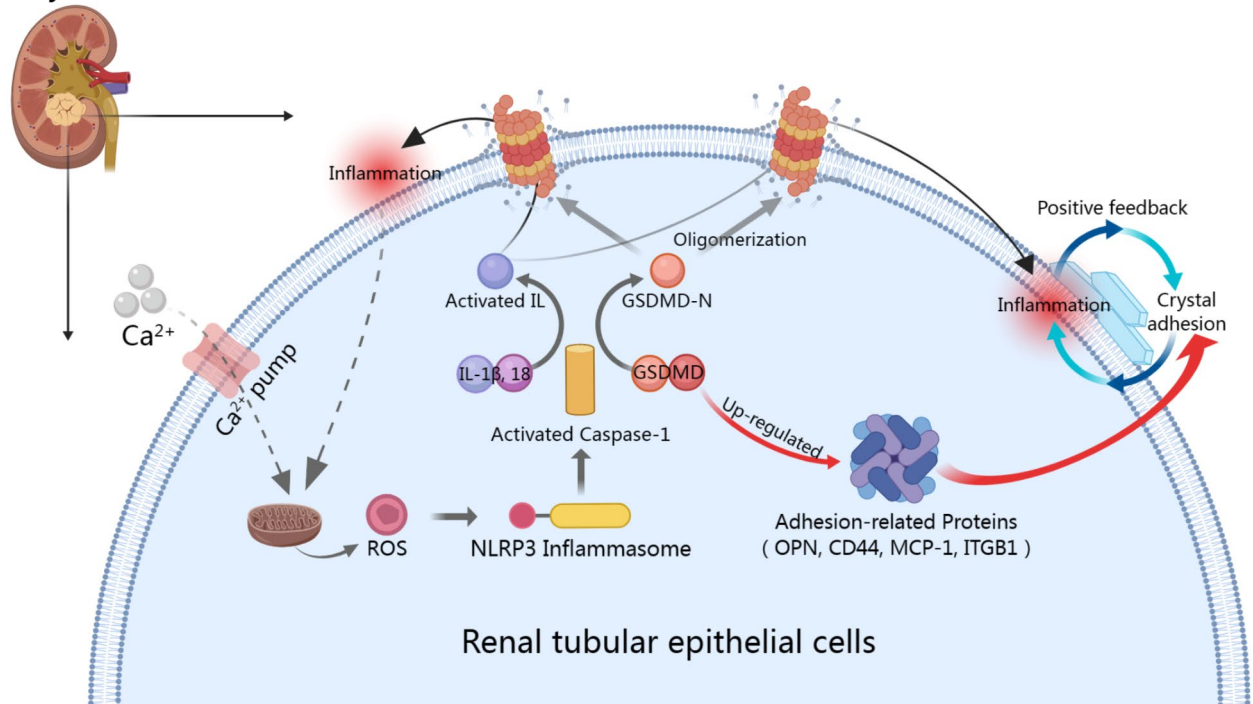 Inflammation
Positive feedback
Oligomerization
Activated IL
GSDMD-N
Inflammation
Crystal
adhesion
Ca²⁺
Ca²⁺ pump
IL-1β, 18
GSDMD
Up-regulated
Activated Caspase-1
ROS
NLRP3 Inflammasome
Adhesion-related Proteins
( OPN, CD44, MCP-1, ITGB1 )
Renal tubular epithelial cells